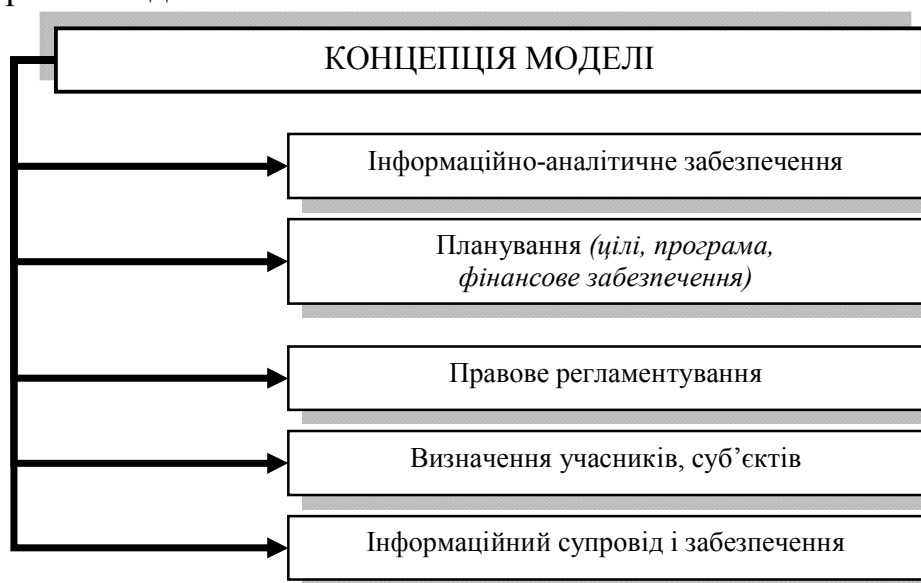 КОНЦЕПЦІЯ МОДЕЛІ
Інформаційно-аналітичне забезпечення
Планування (цілі, програма,
фінансове забезпечення)
Правове регламентування
Визначення учасників, суб’єктів
Інформаційний супровід і забезпечення